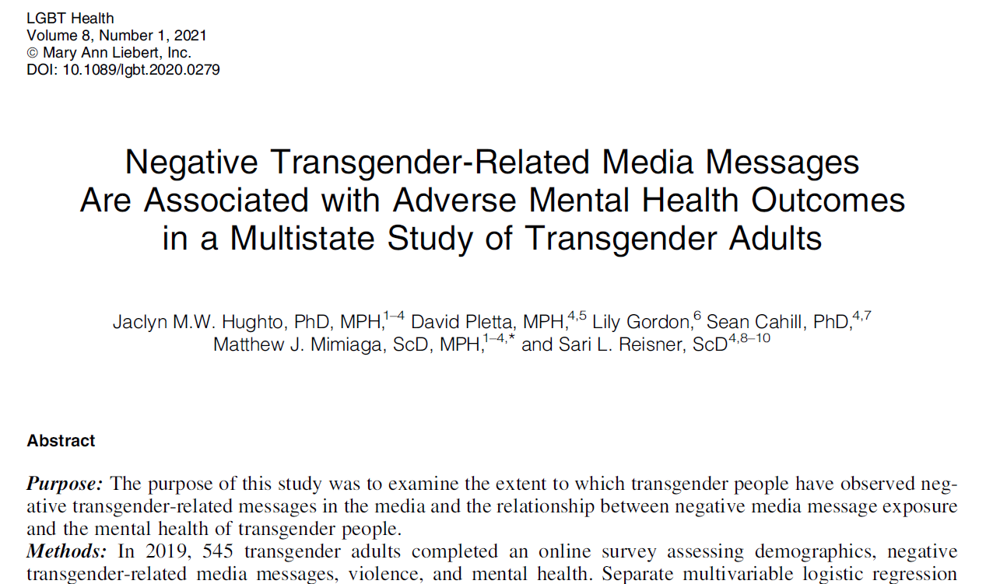 LGBT Health
Volume 8, Number 1, 2021
© Mary Ann Liebert, Inc.
DOI: 10.1089/lgbt.2020.0279
Negative Transgender-Related Media Messages
Are Associated with Adverse Mental Health Outcomes
in a Multistate Study of Transgender Adults
Jaclyn M.W. Hughto, PhD, MPH,1–4 David Pletta, MPH,4,5 Lily Gordon,6 Sean Cahill, PhD,4,7
Matthew J. Mimiaga, ScD, MPH,1–4,* and Sari L. Reisner, ScD4,8–10
Abstract
Purpose: The purpose of this study was to examine the extent to which transgender people have observed neg-
ative transgender-related messages in the media and the relationship between negative media message exposure
and the mental health of transgender people.
Methods: In 2019, 545 transgender adults completed an online survey assessing demographics, negative
transgender-related media messages, violence, and mental health. Separate multivariable logistic regression